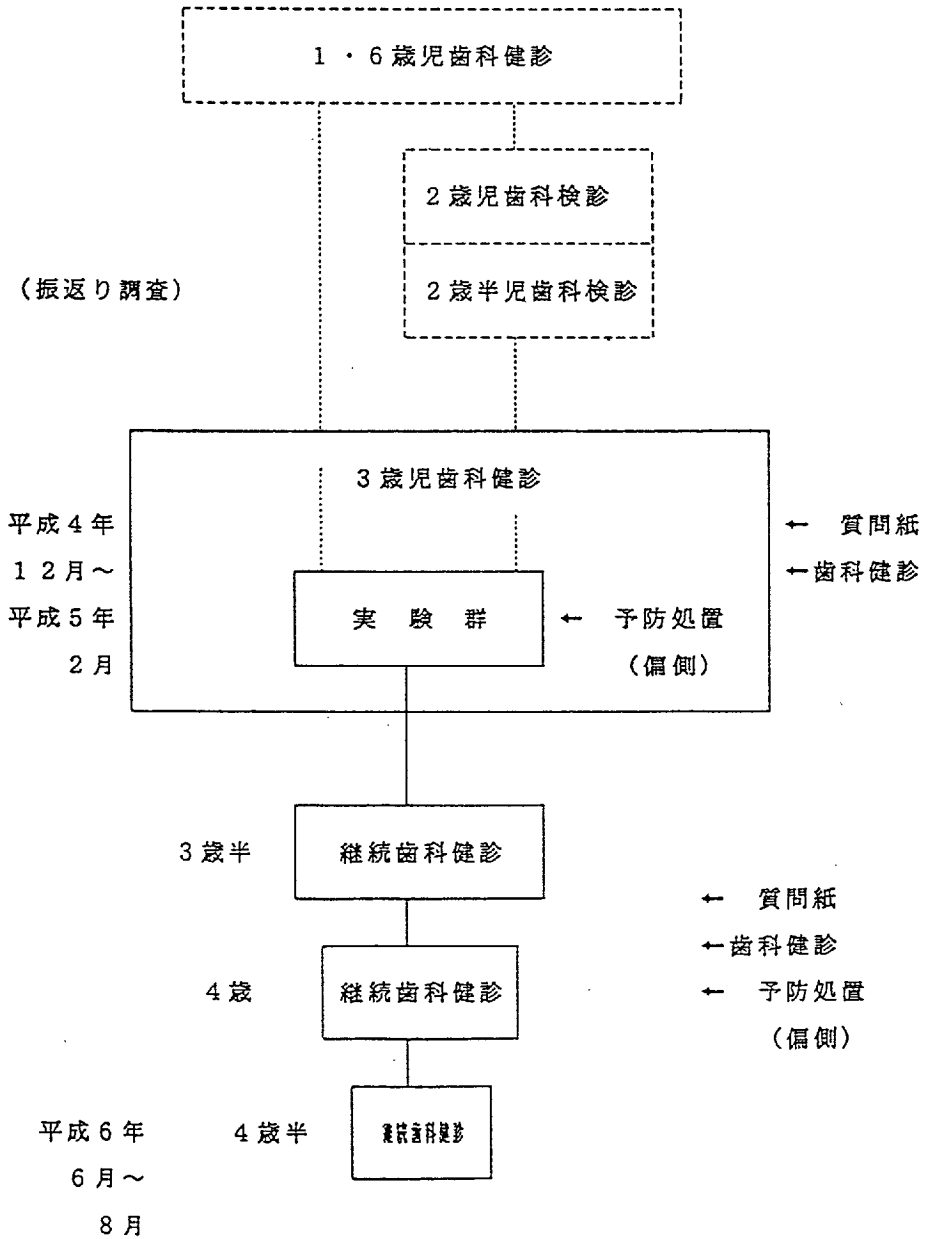 1・6歳児歯科健診
2歳児歯科検診
2歳半児歯科検診
(振返り調査)
3歳児歯科健診
平成4年
12月～
平成5年
2月
← 質問紙
←歯科健診
実験群
← 予防処置
(偏側)
3歳半
継続歯科健診
← 質問紙
←歯科健診
← 予防処置
(偏側)
4歳
継続歯科健診
平成6年
6月～
8月
4歳半
継続歯科健診